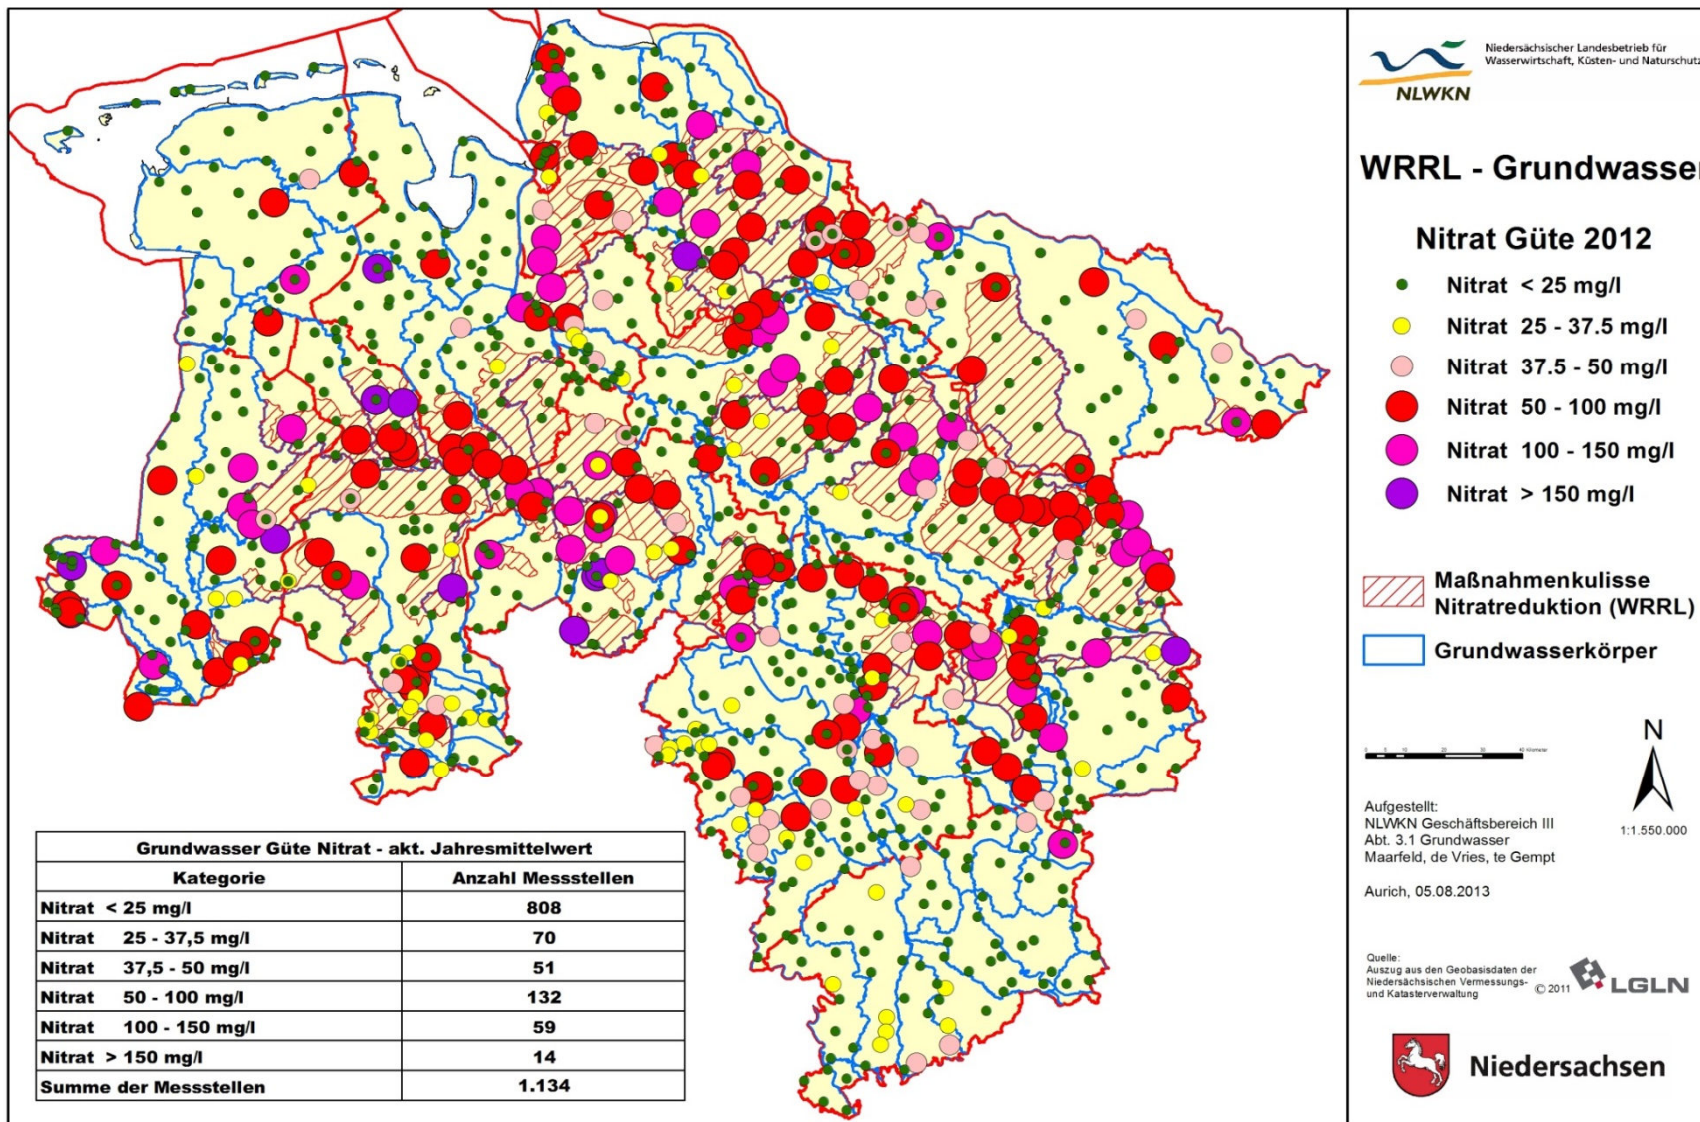 Niedersächsischer Landesbetrieb für
Wasserwirtschaft, Küsten- und Naturschutz
NLWKN
WRRL - Grundwasser
Nitrat Güte 2012
Nitrat < 25 mg/l
Nitrat 25 - 37.5 mg/l
Nitrat 37.5 - 50 mg/l
Nitrat 50 - 100 mg/l
Nitrat 100 - 150 mg/l
Nitrat > 150 mg/l
Maßnahmenkulisse
Nitratreduktion (WRRL)
Grundwasserkörper
N
1:1.550.000
Aufgestellt:
NLWKN Geschäftsbereich III
Abt. 3.1 Grundwasser
Maarfeld, de Vries, te Gempt
Aurich, 05.08.2013
Quelle:
Auszug aus den Geobasisdaten der
Niedersächsischen Vermessungs-
und Katasterverwaltung
© 2011 LGLN
Niedersachsen
Grundwasser Güte Nitrat - akt. Jahresmittelwert
Kategorie Anzahl Messstellen
Nitrat < 25 mg/l 808
Nitrat 25 - 37,5 mg/l 70
Nitrat 37,5 - 50 mg/l 51
Nitrat 50 - 100 mg/l 132
Nitrat 100 - 150 mg/l 59
Nitrat > 150 mg/l 14
Summe der Messstellen 1.134